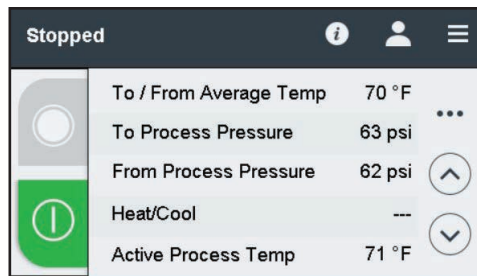 Stopped
To / From Average Temp 70 °F
To Process Pressure 63 psi
From Process Pressure 62 psi
Heat/Cool ---
Active Process Temp 71 °F